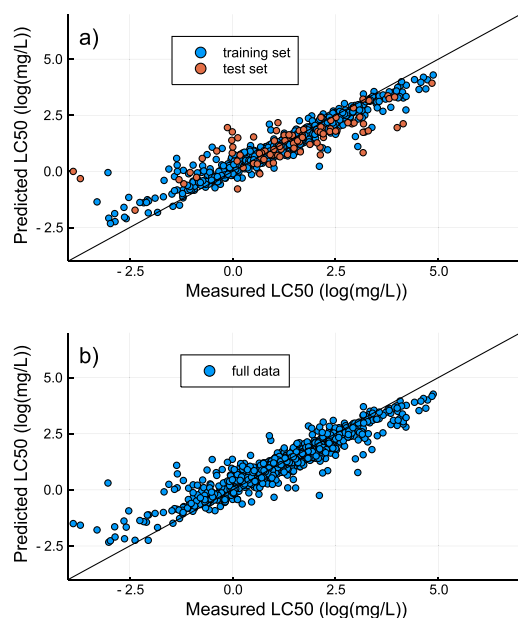 a)
training set
test set
5.0
2.5
0.0
- 2.5
- 2.5
0.0
2.5
5.0
Predicted LC50 (log(mg/L))
Measured LC50 (log(mg/L))
b)
full data
5.0
2.5
0.0
- 2.5
- 2.5
0.0
2.5
5.0
Predicted LC50 (log(mg/L))
Measured LC50 (log(mg/L))